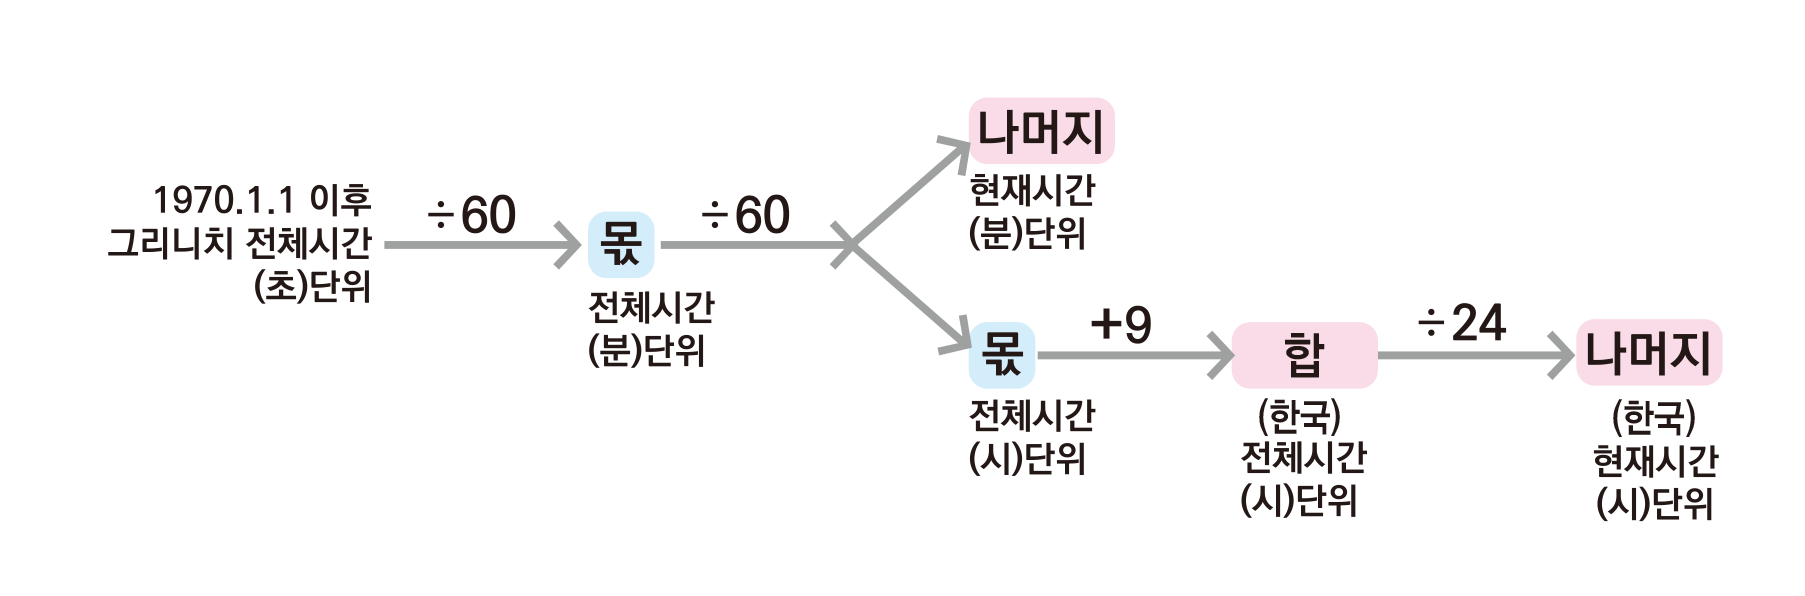 1970.1.1 이후
그리니치 전체시간
(초)단위
÷60
몫
전체시간
(분)단위
÷60
나머지
현재시간
(분)단위
몫
전체시간
(시)단위
+9
합
(한국)
전체시간
(시)단위
÷24
나머지
(한국)
현재시간
(시)단위